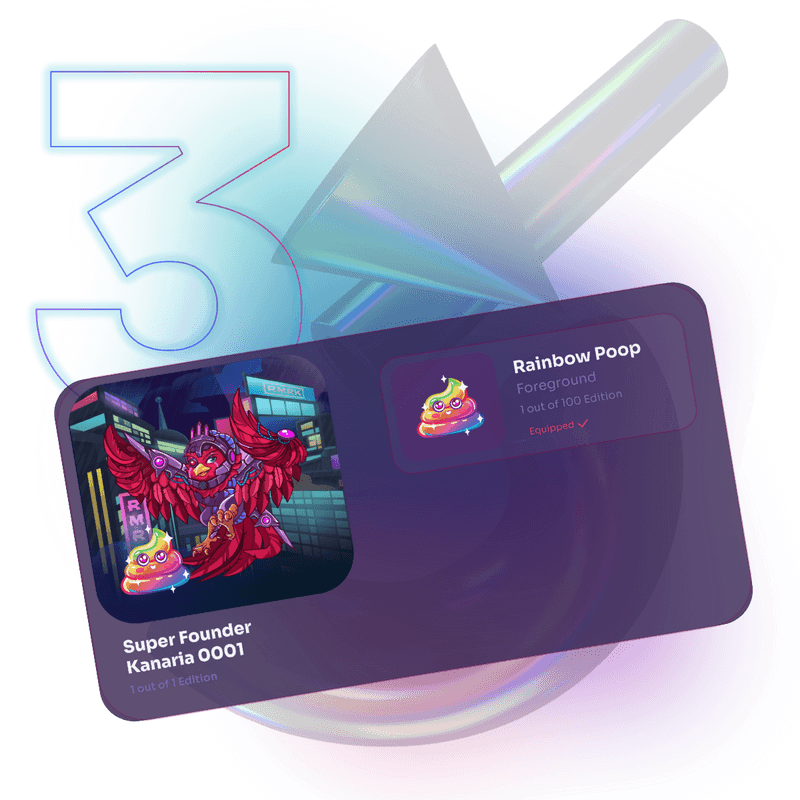 3
RMRK
RMR
Super Founder
Kanaria 0001
1 out of 1 Edition
Rainbow Poop
Foreground
1 out of 100 Edition
Equipped